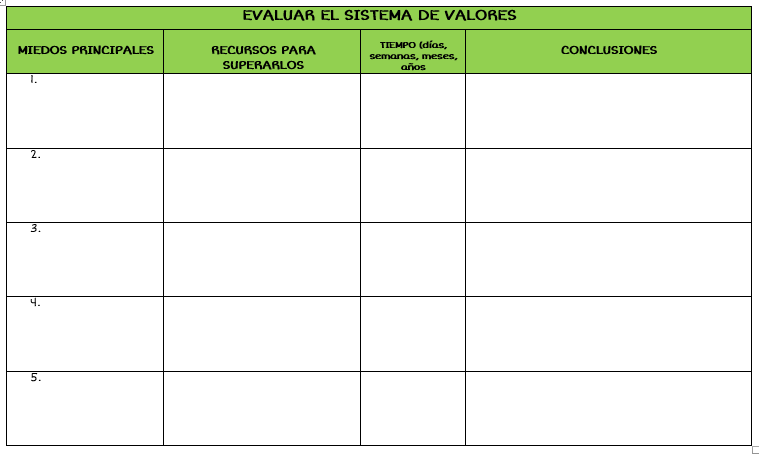 EVALUAR EL SISTEMA DE VALORES
MIEDOS PRINCIPALES
RECURSOS PARA
SUPERARLOS
TIEMPO (días,
semanas, meses,
años
CONCLUSIONES
1.
2.
3.
4.
5.